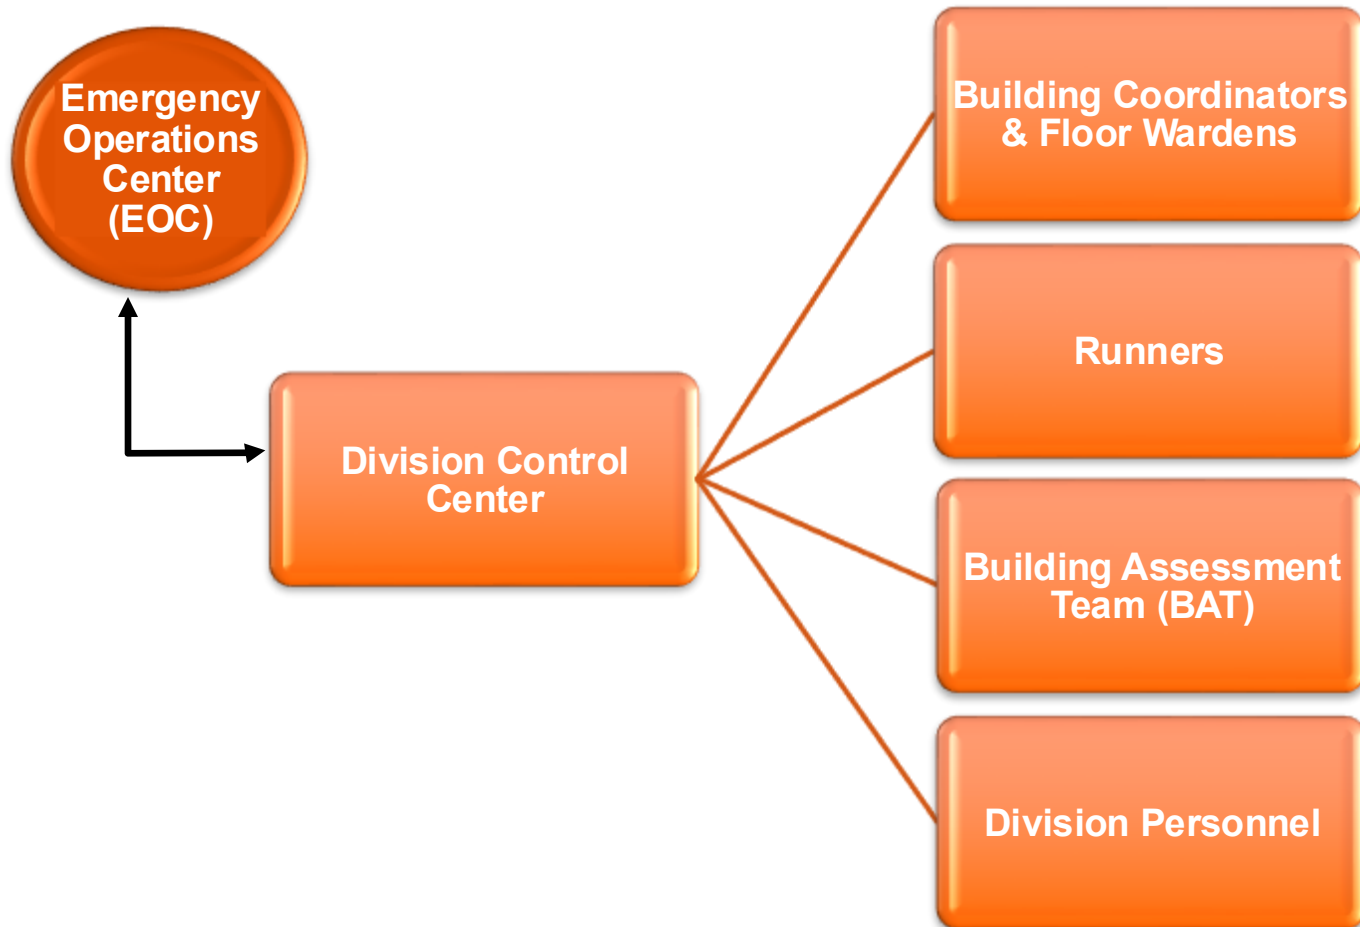 Emergency
Operations
Center
(EOC)
Division Control
Center
Building Coordinators
& Floor Wardens
Runners
Building Assessment
Team (BAT)
Division Personnel